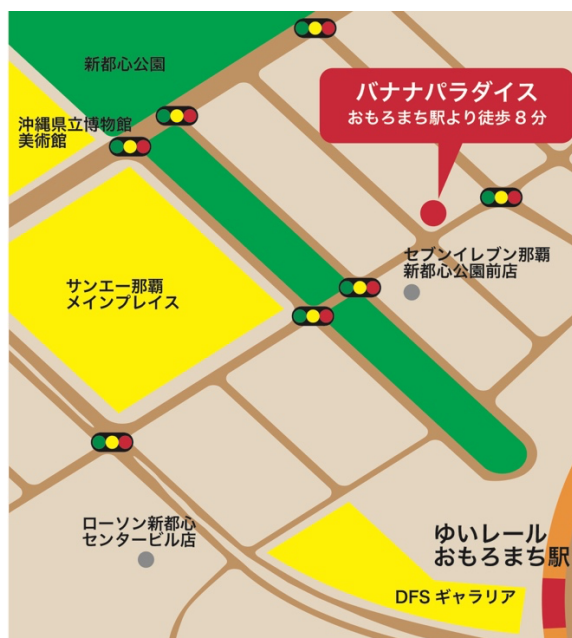 新都心公園
バナナパラダイス
おもろまち駅より徒歩8分
沖縄県立博物館
美術館
セブンイレブン那覇
新都心公園前店
サンエー那覇
メインプレイス
ローソン新都心
センタービル店
ゆいレール
おもろまち駅
DFSギャラリア